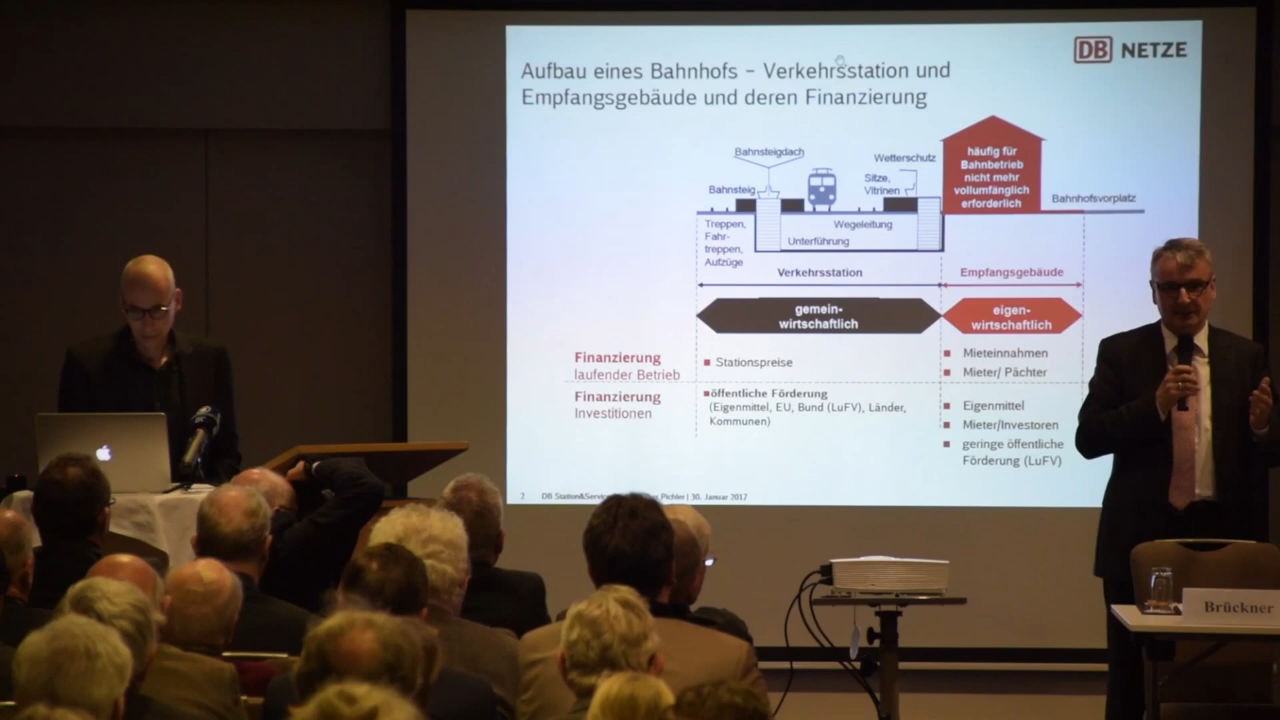 DB NETZE
Aufbau eines Bahnhofs – Verkehrsstation und
Empfangsgebäude und deren Finanzierung
Bahnsteigdach
Wetterschutz
Sitze,
Vitrinen
Bahnsteig
häufig für
Bahnbetrieb
nicht mehr
vollumfänglich
erforderlich
Bahnhofsvorplatz
Treppen,
Fahr-
treppen,
Aufzüge
Wegeleitung
Unterführung
Verkehrsstation
Empfangsgebäude
gemein-
wirtschaftlich
eigen-
wirtschaftlich
Finanzierung
laufender Betrieb
Stationspreise
Mieteinnahmen
Mieter/ Pächter
Finanzierung
Investitionen
öffentliche Förderung
(Eigenmittel, EU, Bund (LuFV), Länder,
Kommunen)
Eigenmittel
Mieter/Investoren
geringe öffentliche
Förderung (LuFV)
2 DB Station&Service Pichler | 30. Januar 2017
Brückner